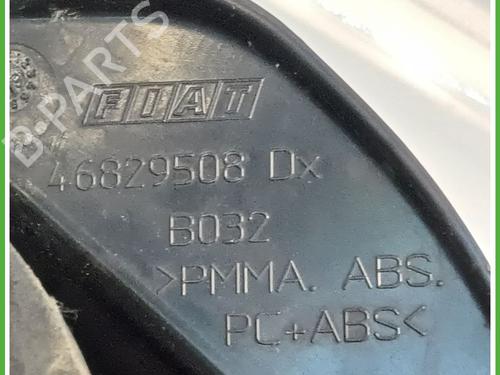 B-PARTS
FIAT
46829508 Dx
B032
>PMMA. ABS.
PC+ABS<